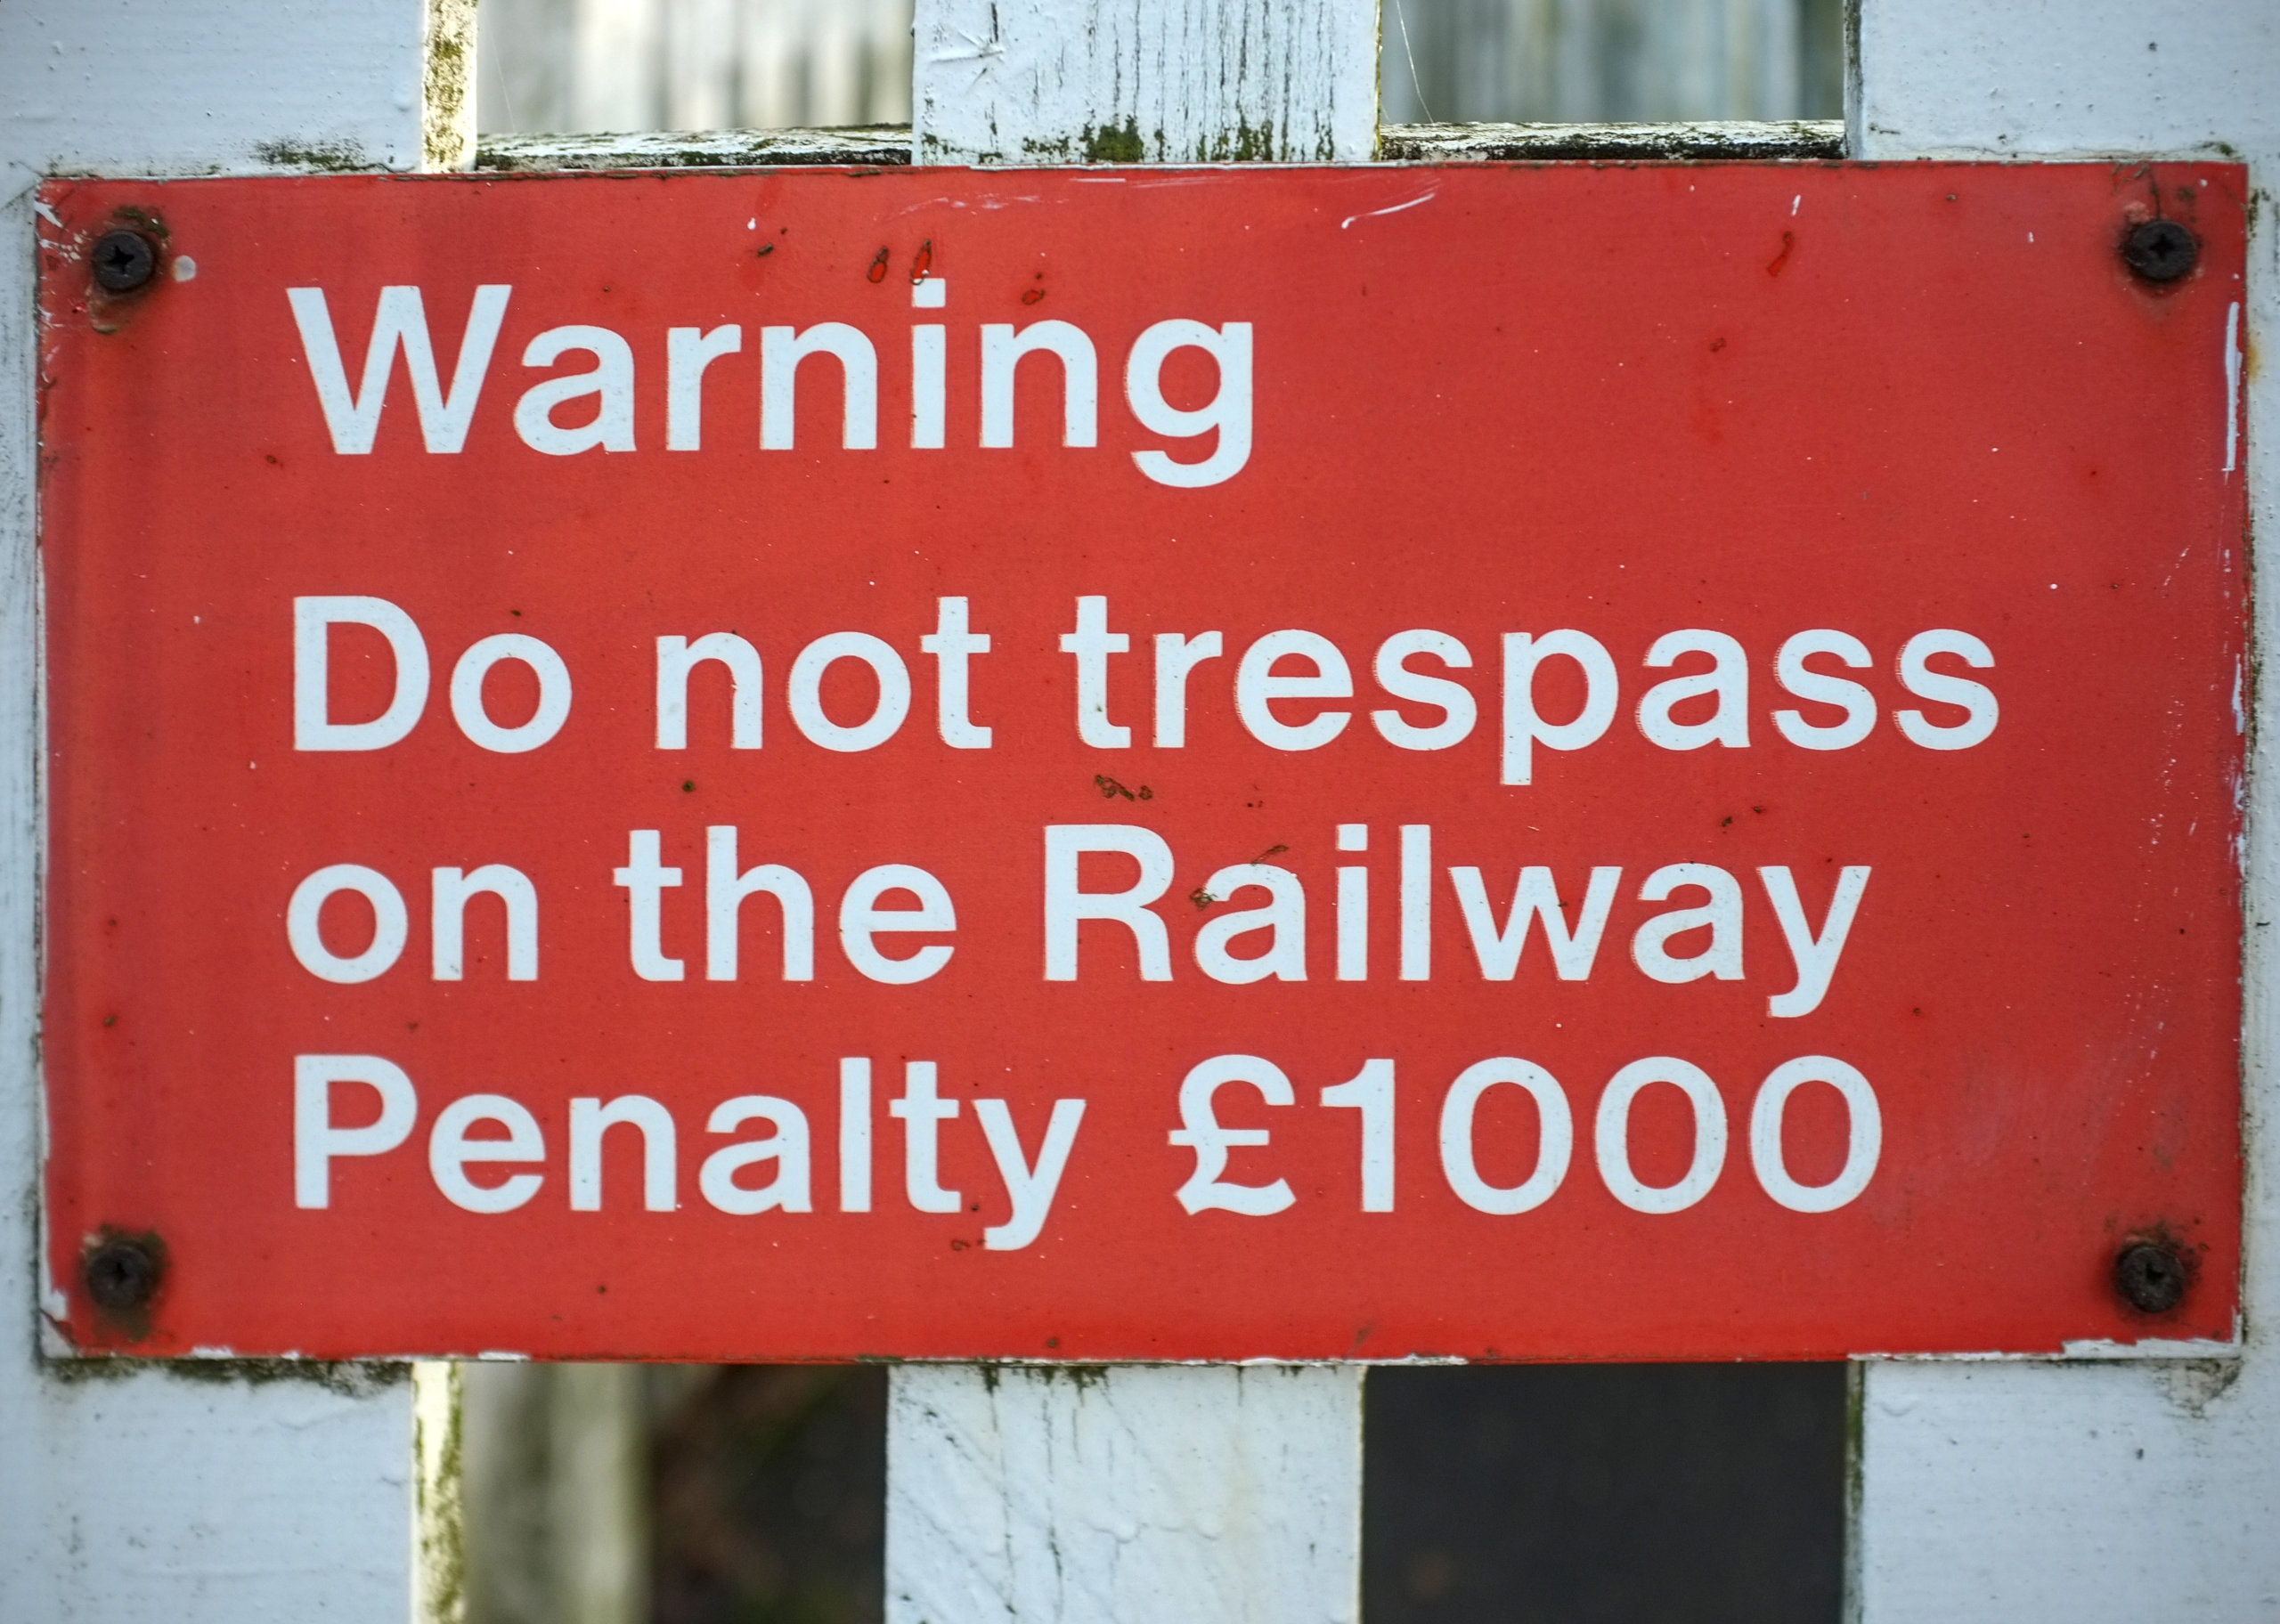 Warning
Do not trespass
on the Railway
Penalty £1000